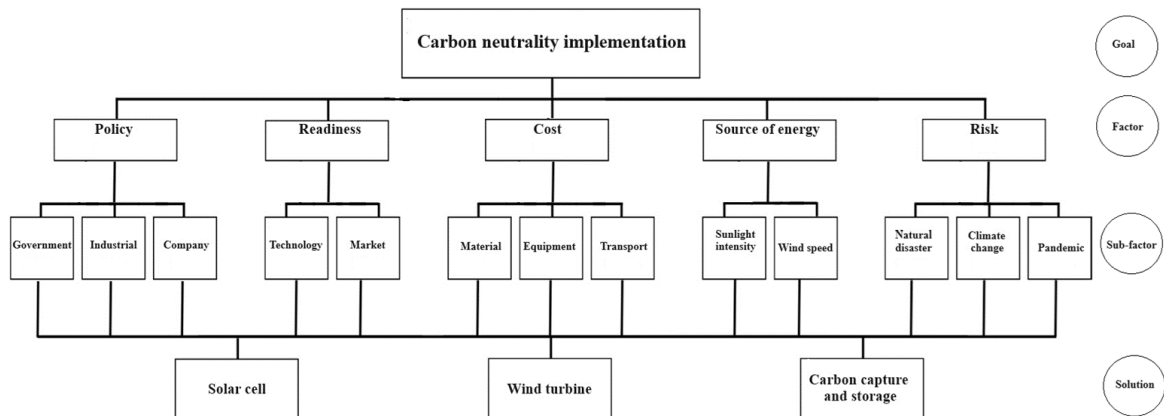 Carbon neutrality implementation
Goal
Policy
Readiness
Cost
Source of energy
Risk
Factor
Government
Industrial
Company
Technology
Market
Material
Equipment
Transport
Sunlight
intensity
Wind speed
Natural
disaster
Climate
change
Pandemic
Sub-factor
Solar cell
Wind turbine
Carbon capture
and storage
Solution